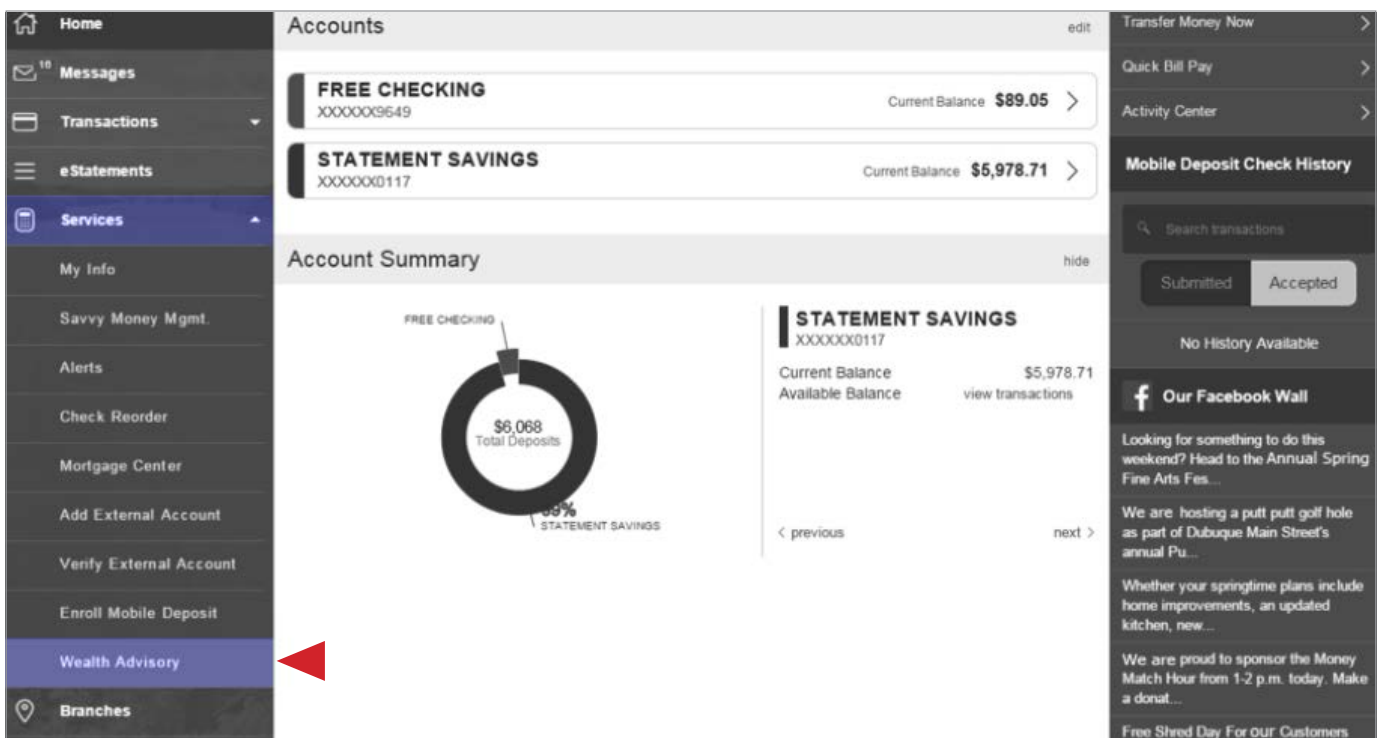 Home
10
Messages
Transactions
eStatements
Services
My Info
Savvy Money Mgmt.
Alerts
Check Reorder
Mortgage Center
Add External Account
Verify External Account
Enroll Mobile Deposit
Wealth Advisory
Branches
Accounts
edit
FREE CHECKING
XXXXXX9649
Current Balance $89.05
STATEMENT SAVINGS
XXXXXX0117
Current Balance $5,978.71
Account Summary
hide
FREE CHECKING
$6,068
Total Deposits
STATEMENT SAVINGS
STATEMENT SAVINGS
XXXXXX0117
Current Balance $5,978.71
Available Balance view transactions
< previous next >
Transfer Money Now
Quick Bill Pay
Activity Center
Mobile Deposit Check History
Search transactions
Submitted Accepted
No History Available
f Our Facebook Wall
Looking for something to do this
weekend? Head to the Annual Spring
Fine Arts Fes...
We are hosting a putt putt golf hole
as part of Dubuque Main Street's
annual Pu...
Whether your springtime plans include
home improvements, an updated
kitchen, new...
We are proud to sponsor the Money
Match Hour from 1-2 p.m. today. Make
a donat...
Free Shred Day For our Customers